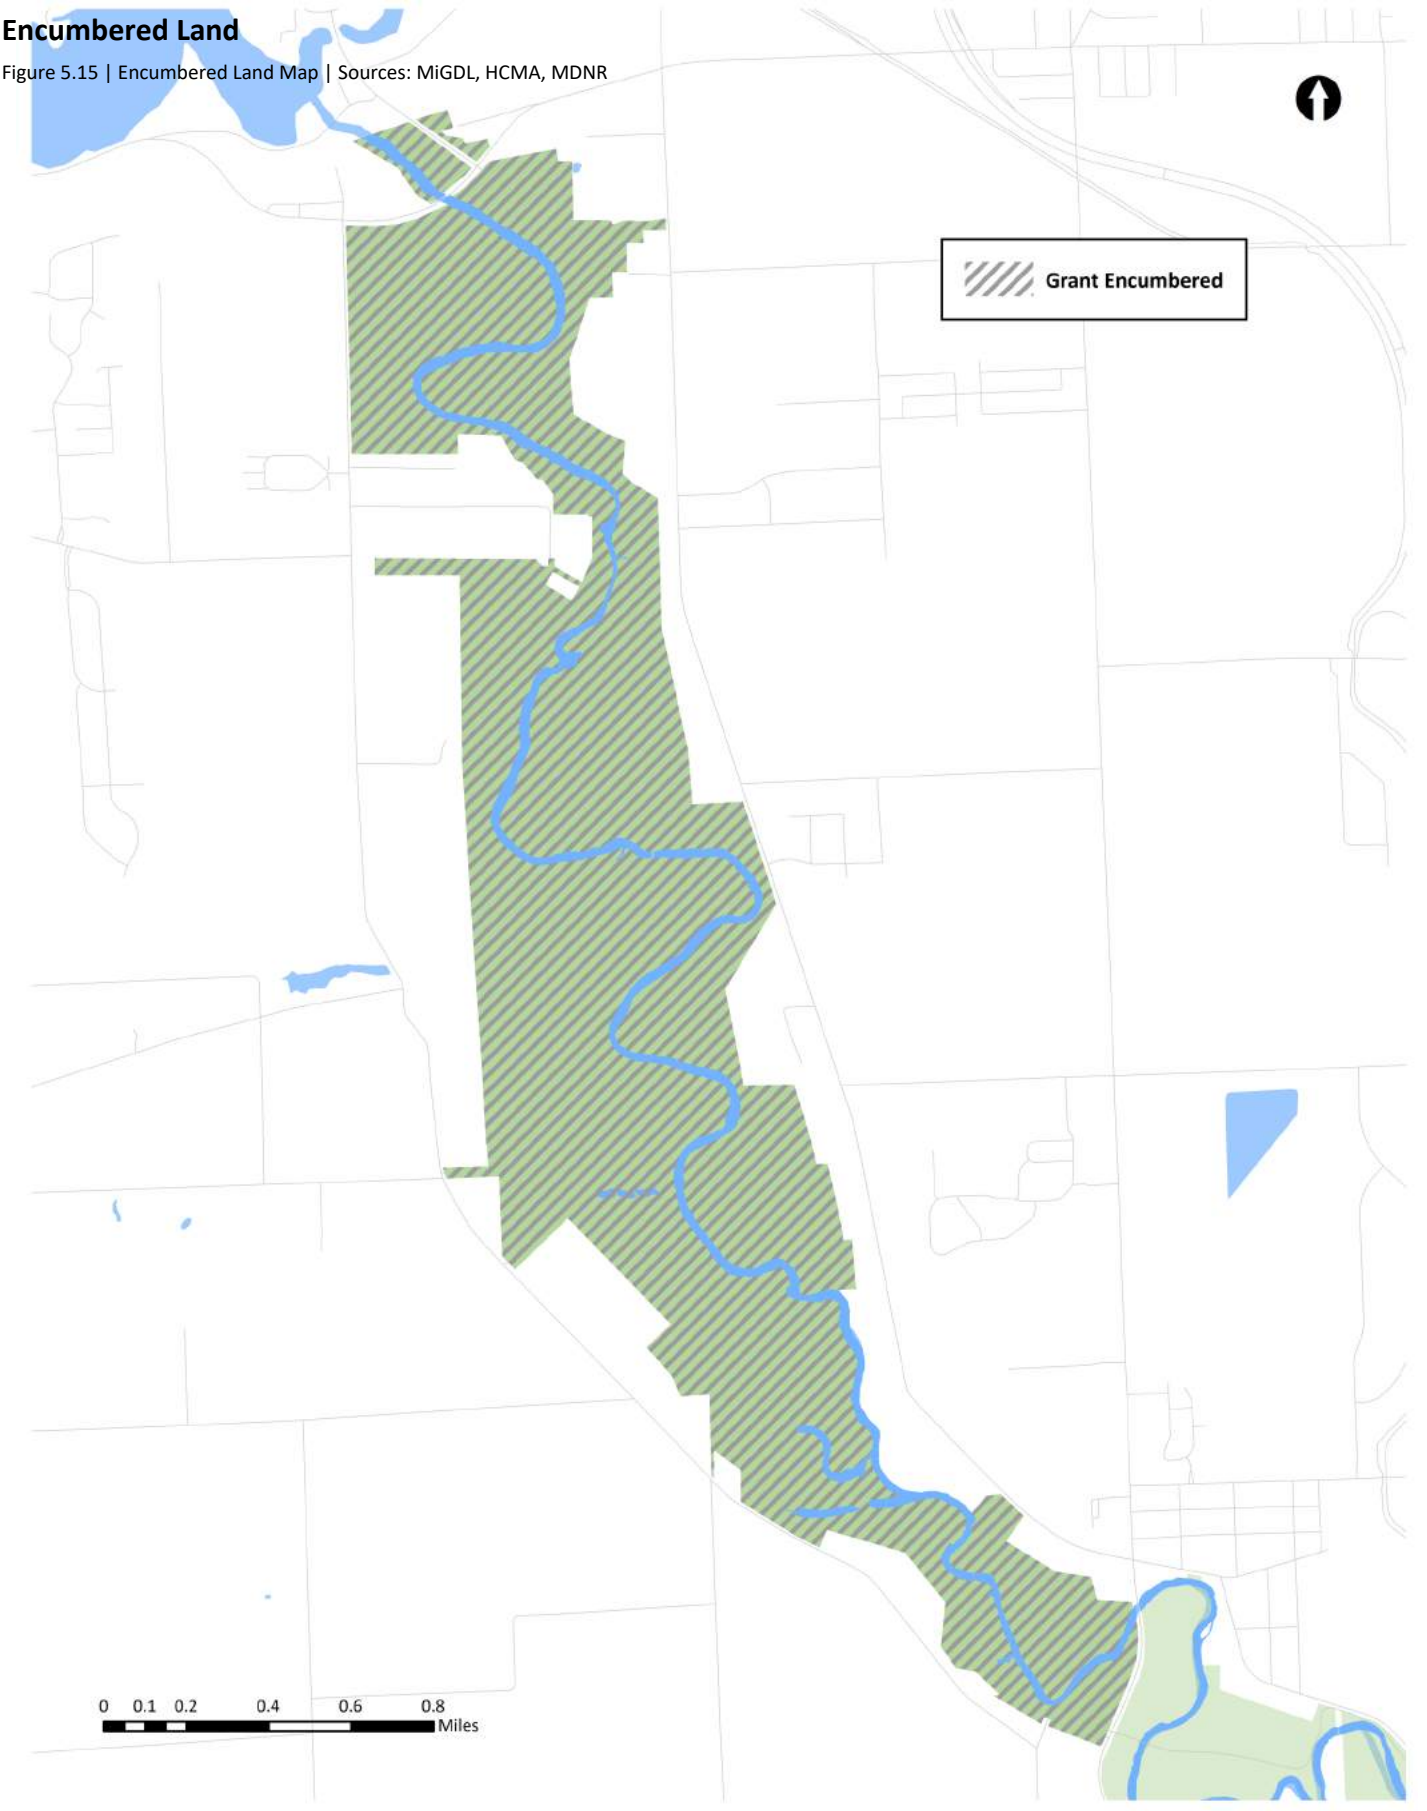 Encumbered Land
Figure 5.15 | Encumbered Land Map | Sources: MiGDL, HCMA, MDNR
Grant Encumbered
0 0.1 0.2 0.4 0.6 0.8
Miles